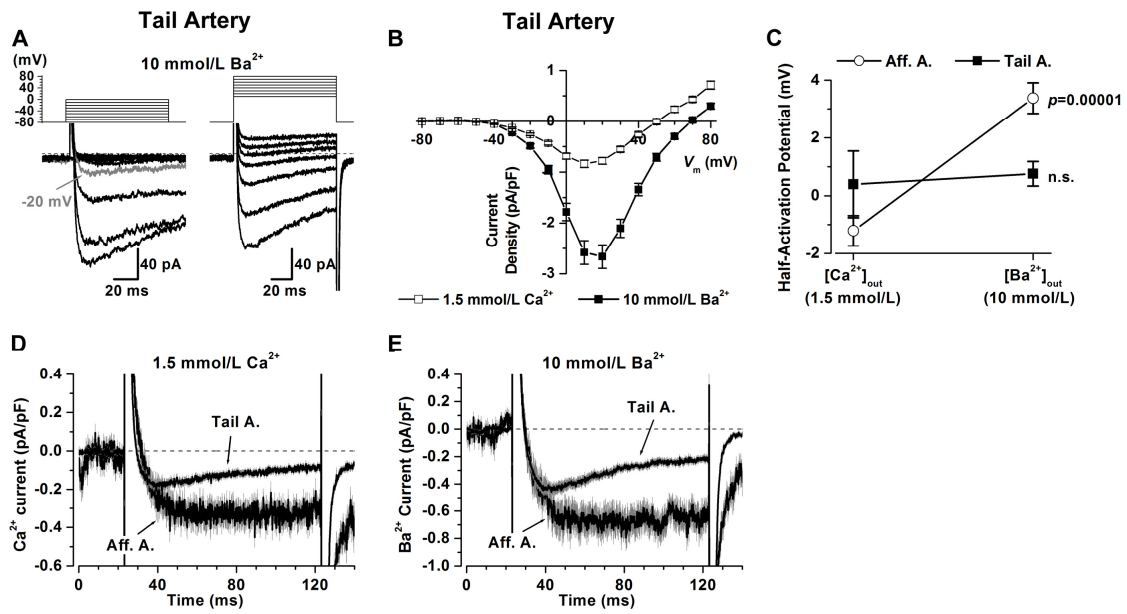 Tail Artery
A
(mV)
10 mmol/L Ba2+
80
40
0
-40
-80
-20 mV
40 pA
20 ms
40 pA
20 ms
Tail Artery
B
1
0
-2
-3
-80
-40
40
80
Vm (mV)
Current
Density (pA/pF)
1.5 mmol/L Ca2+
10 mmol/L Ba2+
C
Aff. A.
Tail A.
Half-Activation Potential (mV)
4
2
0
-2
p=0.00001
n.s.
[Ca2+]out
(1.5 mmol/L)
[Ba2+]out
(10 mmol/L)
D
1.5 mmol/L Ca2+
Ca2+ current (pA/pF)
0.4
0.2
0.0
-0.2
-0.4
-0.6
Tail A.
Aff. A.
0
40
80
120
Time (ms)
E
10 mmol/L Ba2+
Ba2+ Current (pA/pF)
0.4
0.2
0.0
-0.2
-0.4
-0.6
-0.8
-1.0
Tail A.
Aff. A.
0
40
80
120
Time (ms)